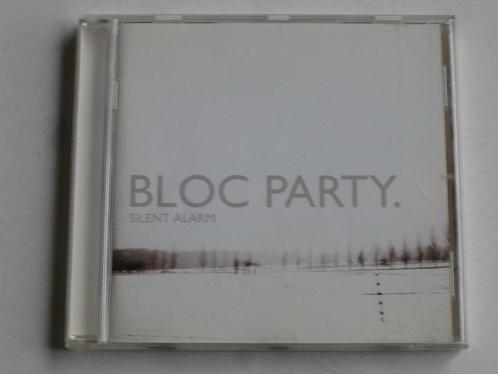 BLOC PARTY.
SILENT ALARM